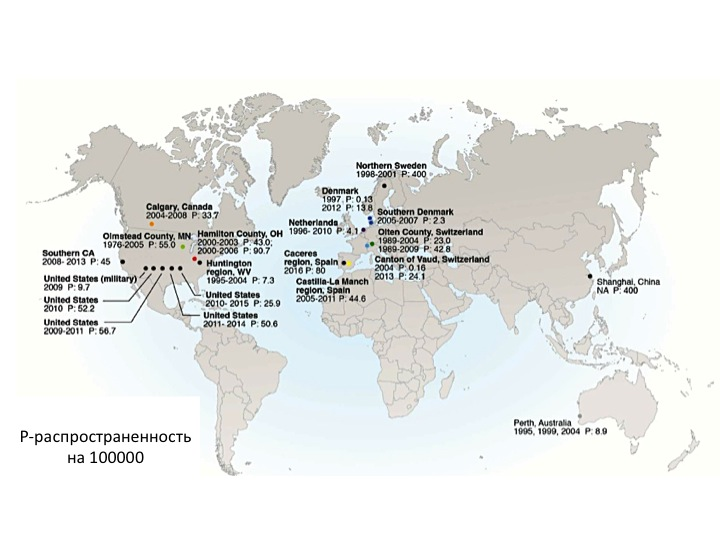 Northern Sweden
1998-2001 P: 400
Denmark
1997. P: 0.13
2012 P: 13.8
Calgary, Canada
2004-2008 P: 33.7
Southern Denmark
2005-2007 P: 2.3
Netherlands
1996- 2010 P: 4.1
Olmstead County, MN
1976-2005 P: 55.0
Hamilton County, OH
2000-2003 P: 43.0;
2000-2006 P: 90.7
Olten County, Switzerland
1989-2004 P: 23.0
1969-2009 P: 42.8
Southern CA
2008- 2013 P: 45
Huntington
region, WV
1995-2004 P: 7.3
Caceres
region, Spain
2016 P: 80
Canton of Vaud, Switzerland
2004 P: 0.16
2013 P: 24.1
United States (military)
2009 P: 9.7
Castilla-La Manch
region, Spain
2005-2011 P: 44.6
Shanghai, China
NA P: 400
United States
2010 P: 52.2
United States
2010- 2015 P: 25.9
United States
2009-2011 P: 56.7
United States
2011- 2014 P: 50.6
Perth, Australia
1995, 1999, 2004 P: 8.9
Р-распространенность
на 100000